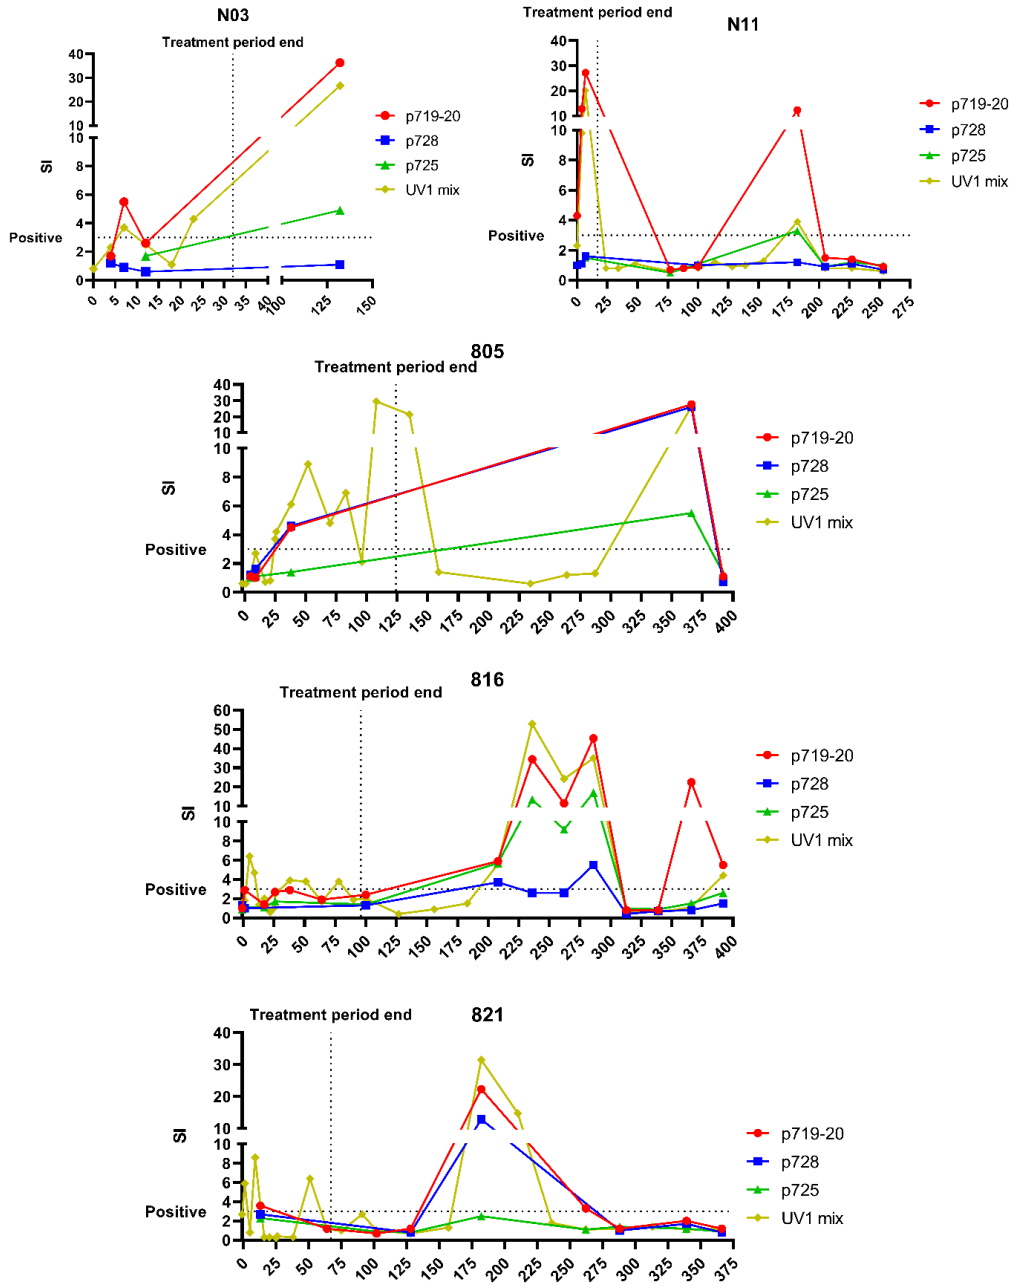 N03
Treatment period end
40
30
20
10
10
8
6
4
2
0
SI
Positive
0 5 10 15 20 25 30 35 40 100 125 150
p719-20
p728
p725
UV1 mix
Treatment period end
N11
40
30
20
10
10
8
6
4
2
0
SI
Positive
0 25 50 75 100 125 150 175 200 225 250 275
p719-20
p728
p725
UV1 mix
805
Treatment period end
40
30
20
10
10
8
6
4
2
0
SI
Positive
0 25 50 75 100 125 150 175 200 225 250 275 300 325 350 375 400
p719-20
p728
p725
UV1 mix
816
Treatment period end
60
50
40
30
20
10
10
8
6
4
2
0
SI
Positive
0 25 50 75 100 125 150 175 200 225 250 275 300 325 350 375 400
p719-20
p728
p725
UV1 mix
Treatment period end
821
40
30
20
10
10
8
6
4
2
0
SI
Positive
0 25 50 75 100 125 150 175 200 225 250 275 300 325 350 375
p719-20
p728
p725
UV1 mix